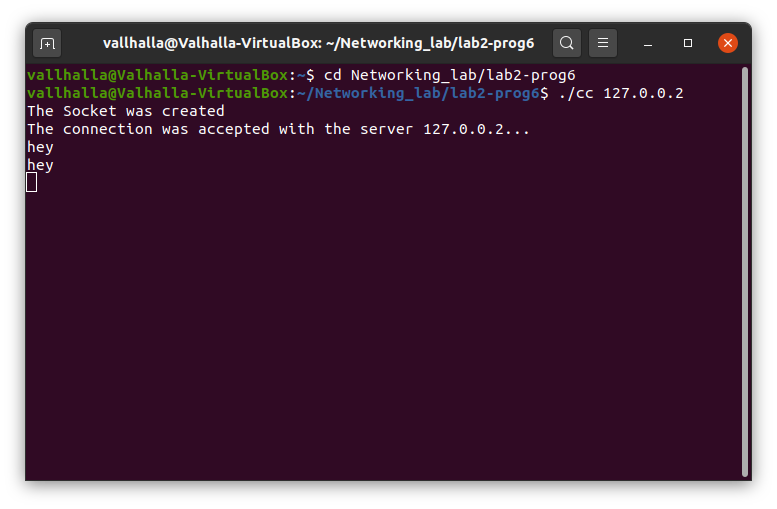 vallhalla@Valhalla-VirtualBox: ~/Networking_lab/lab2-prog6
vallhalla@Valhalla-VirtualBox:~$ cd Networking_lab/lab2-prog6
vallhalla@Valhalla-VirtualBox:~/Networking_lab/lab2-prog6$ ./cc 127.0.0.2
The Socket was created
The connection was accepted with the server 127.0.0.2...
hey
hey